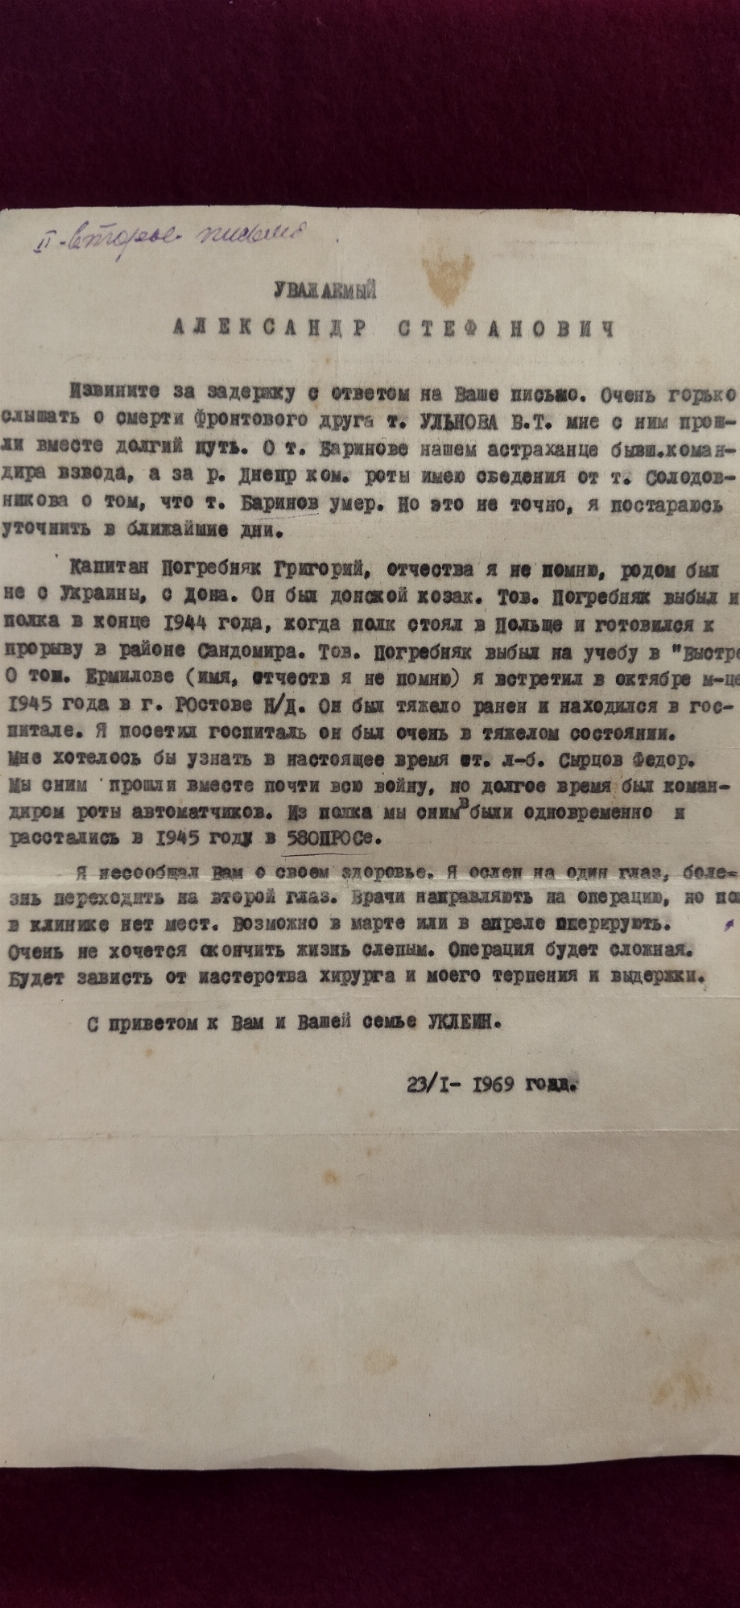 II-второе письмо
УВАЖАЕМЫЙ
АЛЕКСАНДР СТЕФАНОВИЧ
Извините за задержку с ответом на Ваше письмо. Очень горько
слышать о смерти фронтового друга т. УЛЬНОВА В.Т. мне с ним прош-
ли вместе долгий путь. О т. Баринове нашем астраханце бывш.коман-
дира взвода, а за р. Днепр ком. роты имею сведения от т. Солодов-
никова о том, что т. Баринов умер. Но это не точно, я постараюсь
уточнить в ближайшие дни.
Капитан Погребняк Григорий, отчества я не помню, родом был
не с Украины, с Дона. Он был донской козак. Тов. Погребняк выбыл и
полка в конце 1944 года, когда полк стоял в Польще и готовился к
прорыву в районе Сандомира. Тов. Погребняк выбыл на учебу в "Быстре
О тов. Ермилове (имя, отчеств я не помню) я встретил в октябре м-це
1945 года в г. РОстове Н/Д. Он был тяжело ранен и находился в гос-
питале. Я посетил госпиталь он был очень в тяжелом состоянии.
Мне хотелось бы узнать в настоящее время ст. л-б. Сырцов Федор.
Мы сним прошли вместе почти всю войну, но долгое время был коман-
диром роты автоматчиков. Из полка мы сним в были одновременно и
расстались в 1945 году в 58ОПРОСе.
Я несообщал Вам о своем здоровье. Я ослеп на один глаз, боле-
знь переходить на второй глаз. Врачи направляють на операцию, но пок
в клинике нет мест. Возможно в марте или в апреле оперирують.
Очень не хочется окончить жизнь слепым. Операция будет сложная.
Будет зависть от мастерства хирурга и моего терпения и выдержки.
С приветом к Вам и Вашей семье УКЛЕИН.
23/I- 1969 года.